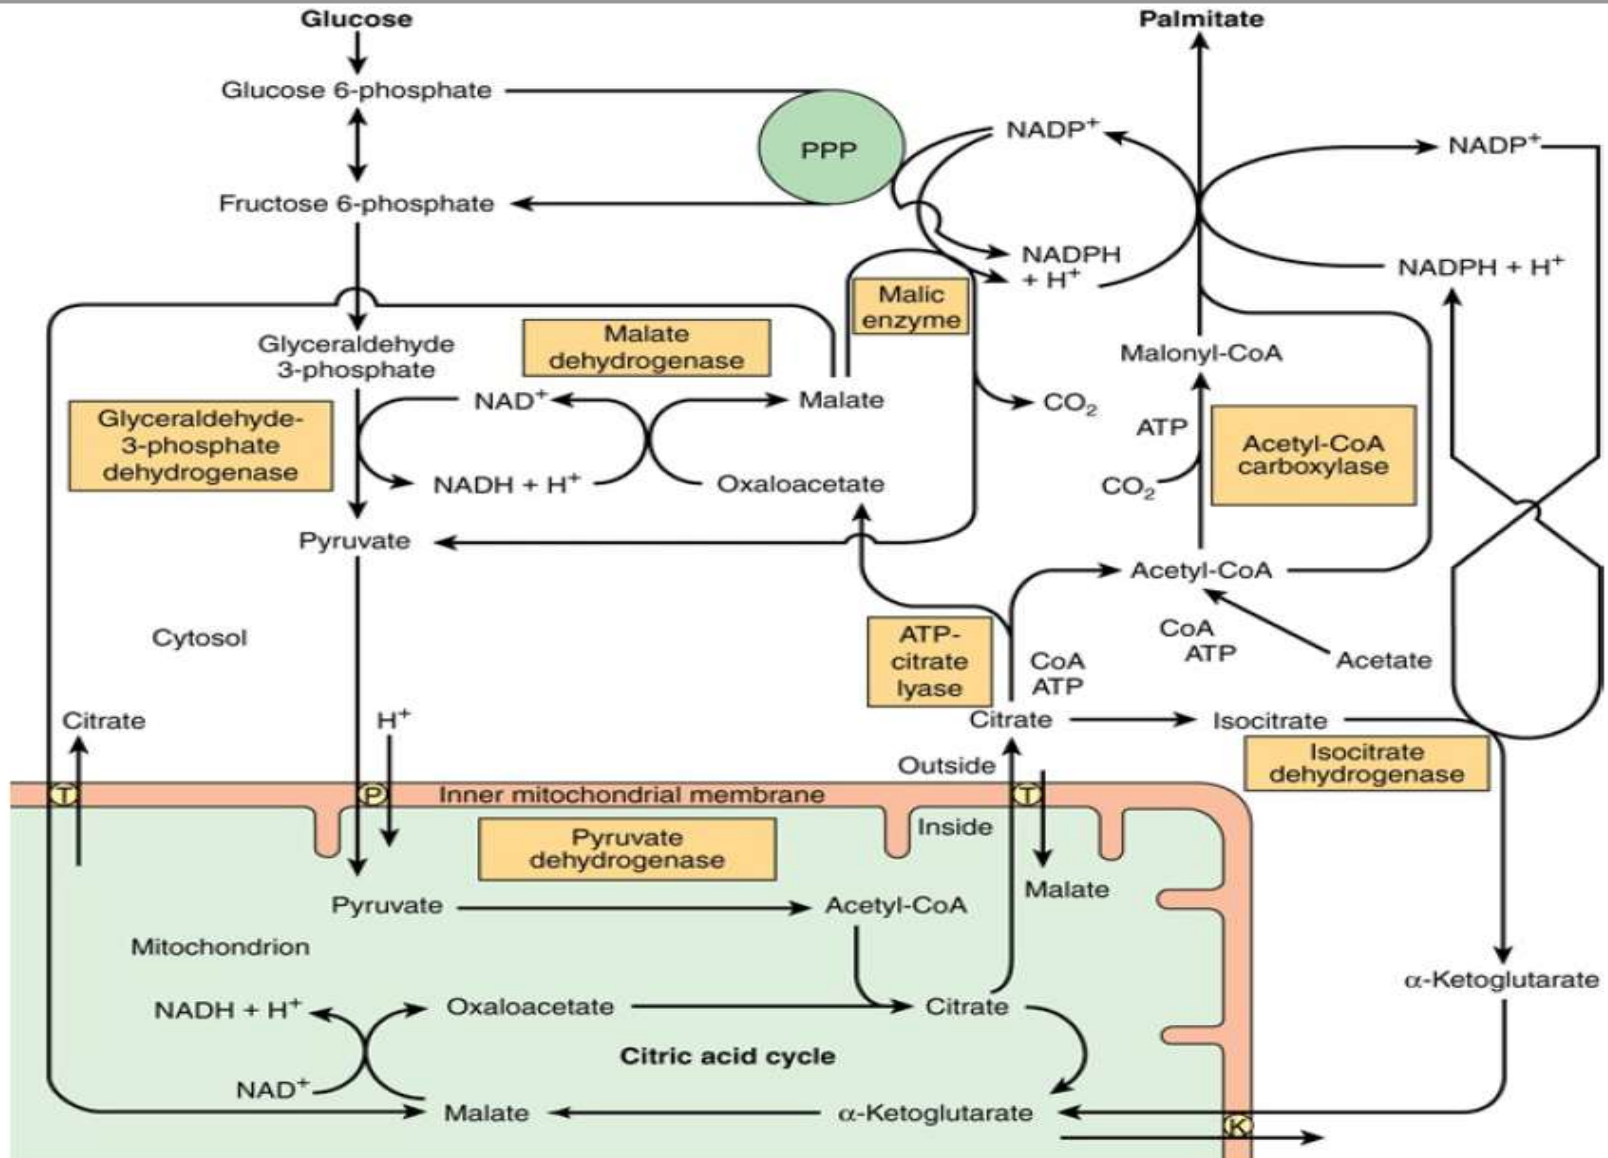 Glucose
Palmitate
Glucose 6-phosphate
PPP
NADP+
NADP+
Fructose 6-phosphate
NADPH
+ H+
NADPH + H+
Malic
enzyme
Malate
dehydrogenase
Glyceraldehyde
3-phosphate
Malonyl-CoA
NAD+
Malate
CO2
Glyceraldehyde-
3-phosphate
dehydrogenase
ATP
Acetyl-CoA
carboxylase
NADH + H+
Oxaloacetate
CO2
Pyruvate
Acetyl-CoA
Cytosol
ATP-
citrate
lyase
CoA
ATP
CoA
ATP
Acetate
Citrate
H+
Citrate
Isocitrate
Isocitrate
dehydrogenase
Outside
T
P
Inner mitochondrial membrane
T
Inside
Pyruvate
dehydrogenase
Malate
Pyruvate
Acetyl-CoA
Mitochondrion
α-Ketoglutarate
NADH + H+
Oxaloacetate
Citrate
Citric acid cycle
NAD+
Malate
α-Ketoglutarate
K